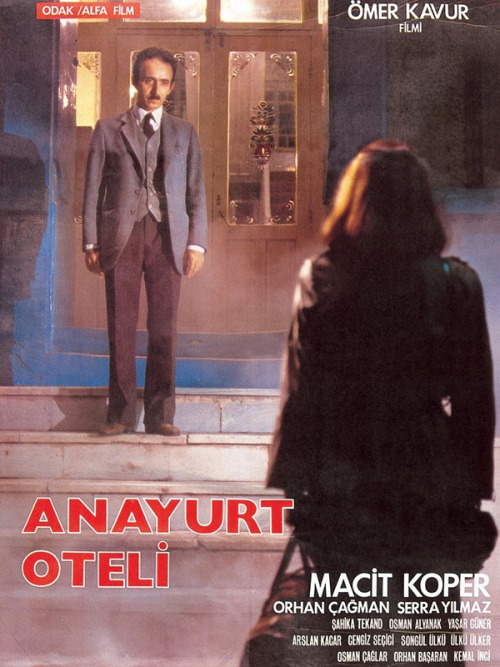 ODAK /ALFA FİLM
ÖMER KAVUR
FİLMİ
ANAYURT
OTELİ
MACİT KOPER
ORHAN ÇAĞMAN SERRA YILMAZ
ŞAHİKA TEKAND OSMAN ALYANAK YAŞAR GÜNER
ARSLAN KACAR CENGİZ SEZİCİ SONGÜL ÜLKÜ ÜLKÜ ÜLKER
OSMAN ÇAĞLAR ORHAN BAŞARAN KEMAL İNCİ